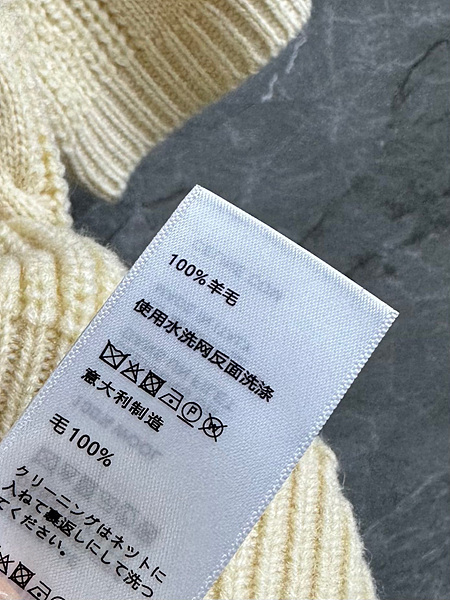 100%羊毛
使用水洗网反面洗涤
P
意大利制造
毛100%
クリーニングはネットに
入れて裏返しにして洗っ
てください。